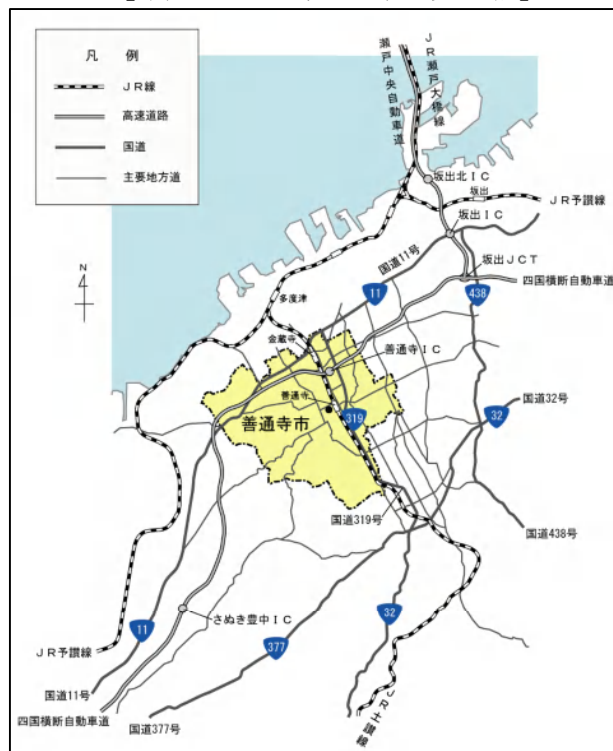 凡 例
JR線
高速道路
国道
主要地方道
N
JR瀬戸大橋線
瀬戸中央自動車道
坂出北IC
坂出
JR予讃線
坂出IC
国道11号
坂出JCT
四国横断自動車道
11
438
多度津
金蔵寺
善通寺IC
善通寺
319
善通寺市
国道32号
32
国道319号
国道438号
さぬき豊中IC
11
32
377
JR予讃線
国道11号
四国横断自動車道
国道377号
JR土讃線